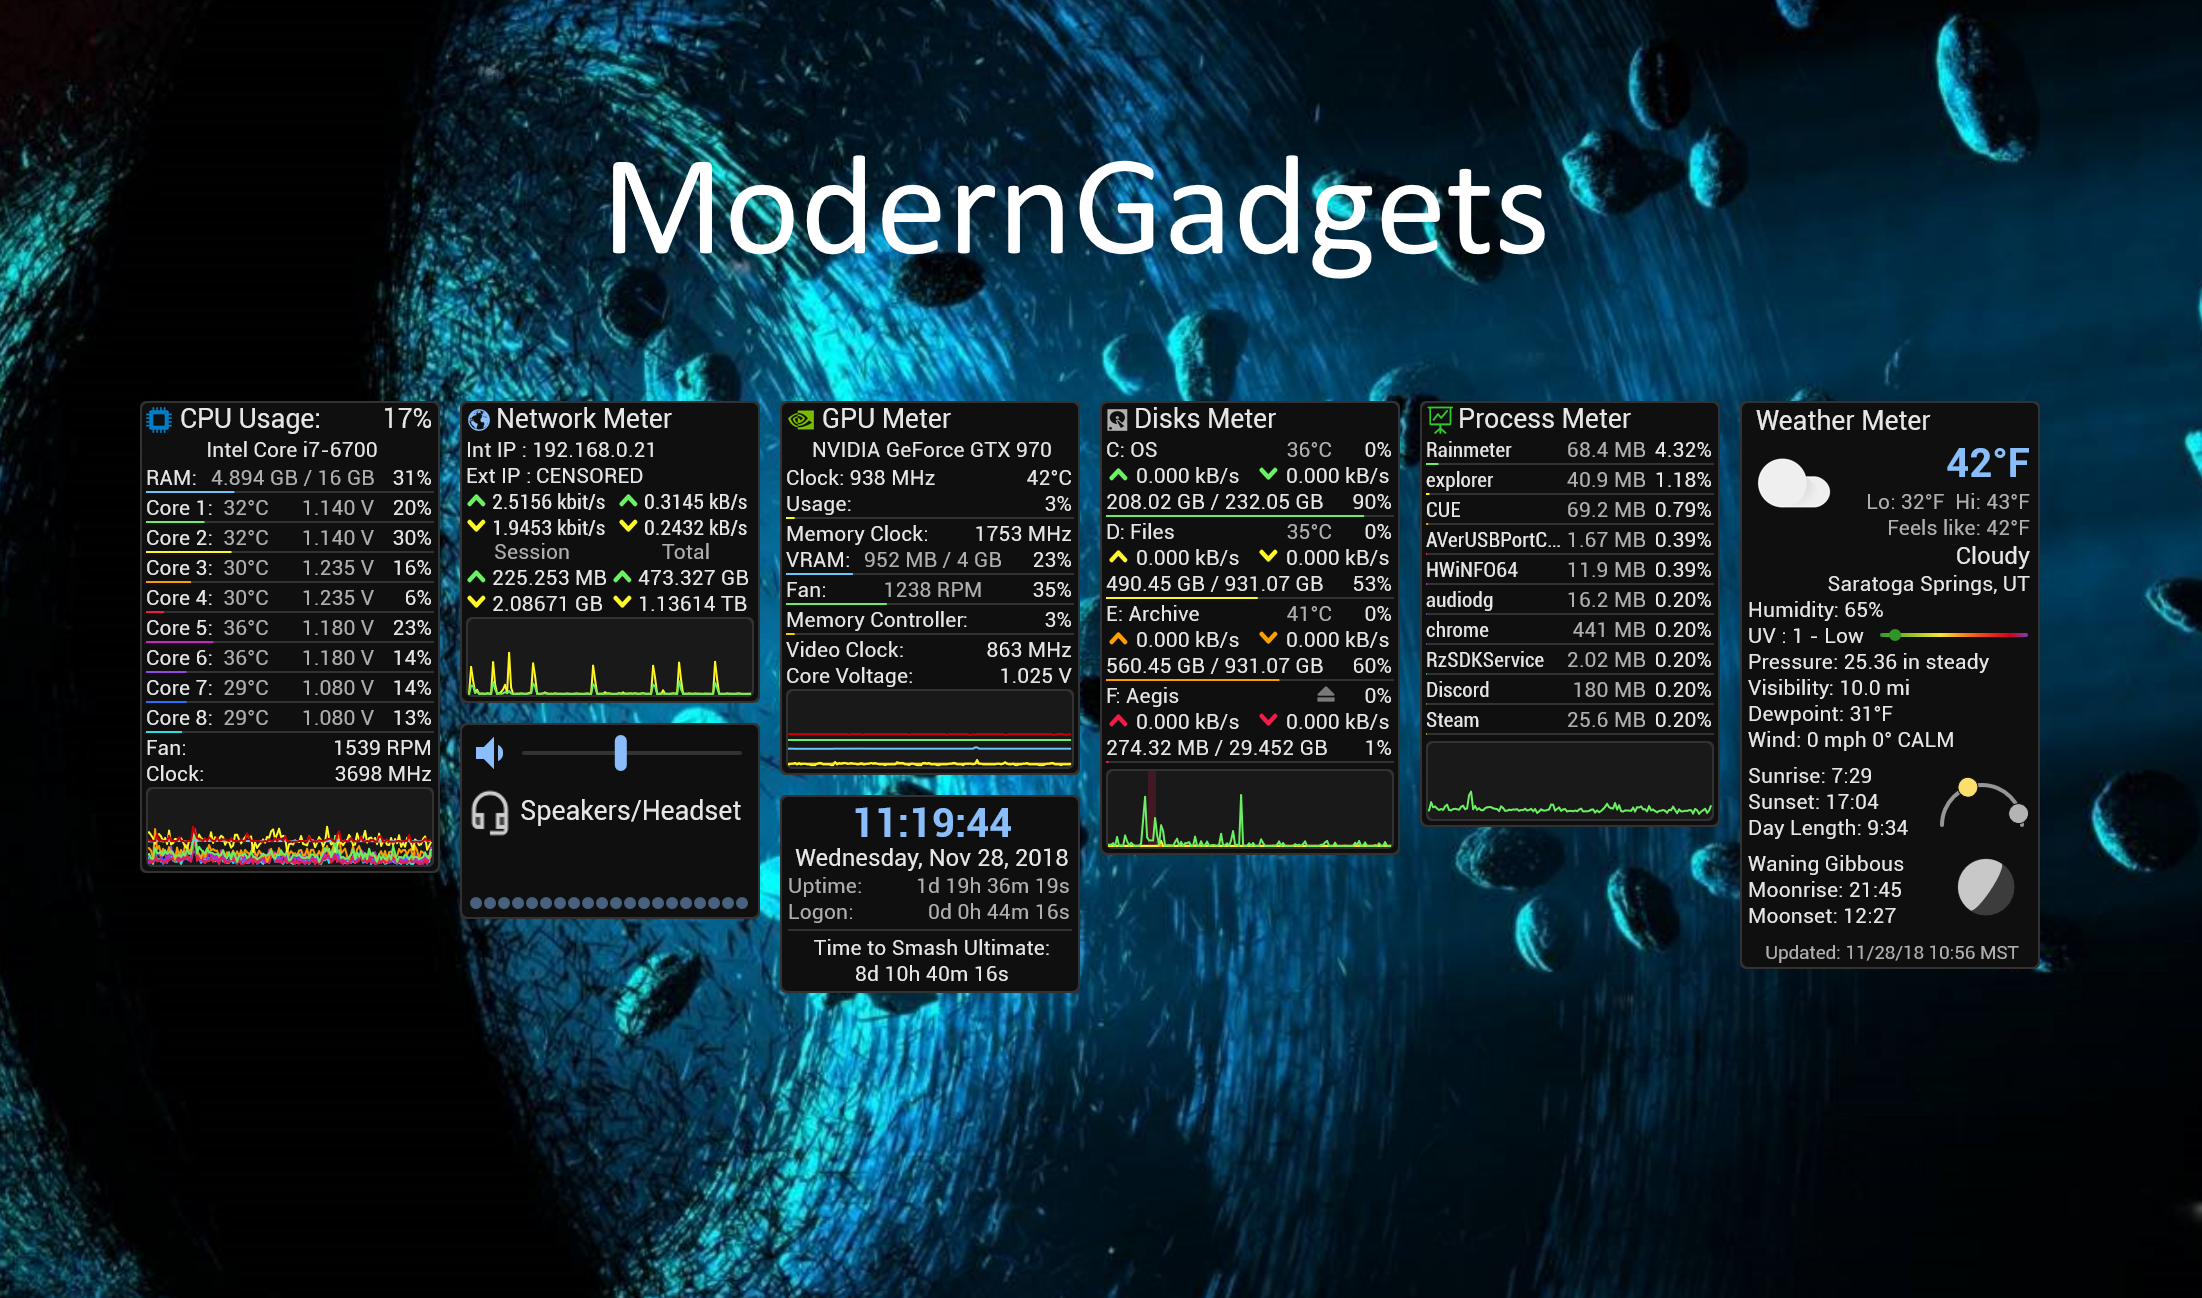 ModernGadgets
CPU Usage: 17%
Intel Core i7-6700
RAM: 4.894 GB / 16 GB 31%
Core 1: 32°C 1.140 V 20%
Core 2: 32°C 1.140 V 30%
Core 3: 30°C 1.235 V 16%
Core 4: 30°C 1.235 V 6%
Core 5: 36°C 1.180 V 23%
Core 6: 36°C 1.180 V 14%
Core 7: 29°C 1.080 V 14%
Core 8: 29°C 1.080 V 13%
Fan: 1539 RPM
Clock: 3698 MHz
Network Meter
Int IP : 192.168.0.21
Ext IP : CENSORED
2.5156 kbit/s 0.3145 kB/s
1.9453 kbit/s 0.2432 kB/s
Session Total
225.253 MB 473.327 GB
2.08671 GB 1.13614 TB
Speakers/Headset
GPU Meter
NVIDIA GeForce GTX 970
Clock: 938 MHz 42°C
Usage: 3%
Memory Clock: 1753 MHz
VRAM: 952 MB / 4 GB 23%
Fan: 1238 RPM 35%
Memory Controller: 3%
Video Clock: 863 MHz
Core Voltage: 1.025 V
11:19:44
Wednesday, Nov 28, 2018
Uptime: 1d 19h 36m 19s
Logon: 0d 0h 44m 16s
Time to Smash Ultimate:
8d 10h 40m 16s
Disks Meter
C: OS 36°C 0%
0.000 kB/s 0.000 kB/s
208.02 GB / 232.05 GB 90%
D: Files 35°C 0%
0.000 kB/s 0.000 kB/s
490.45 GB / 931.07 GB 53%
E: Archive 41°C 0%
0.000 kB/s 0.000 kB/s
560.45 GB / 931.07 GB 60%
F: Aegis 0%
0.000 kB/s 0.000 kB/s
274.32 MB / 29.452 GB 1%
Process Meter
Rainmeter 68.4 MB 4.32%
explorer 40.9 MB 1.18%
CUE 69.2 MB 0.79%
AVerUSBPortC... 1.67 MB 0.39%
HWiNFO64 11.9 MB 0.39%
audiodg 16.2 MB 0.20%
chrome 441 MB 0.20%
RzSDKService 2.02 MB 0.20%
Discord 180 MB 0.20%
Steam 25.6 MB 0.20%
Weather Meter
42°F
Lo: 32°F Hi: 43°F
Feels like: 42°F
Cloudy
Saratoga Springs, UT
Humidity: 65%
UV : 1 - Low
Pressure: 25.36 in steady
Visibility: 10.0 mi
Dewpoint: 31°F
Wind: 0 mph 0° CALM
Sunrise: 7:29
Sunset: 17:04
Day Length: 9:34
Waning Gibbous
Moonrise: 21:45
Moonset: 12:27
Updated: 11/28/18 10:56 MST